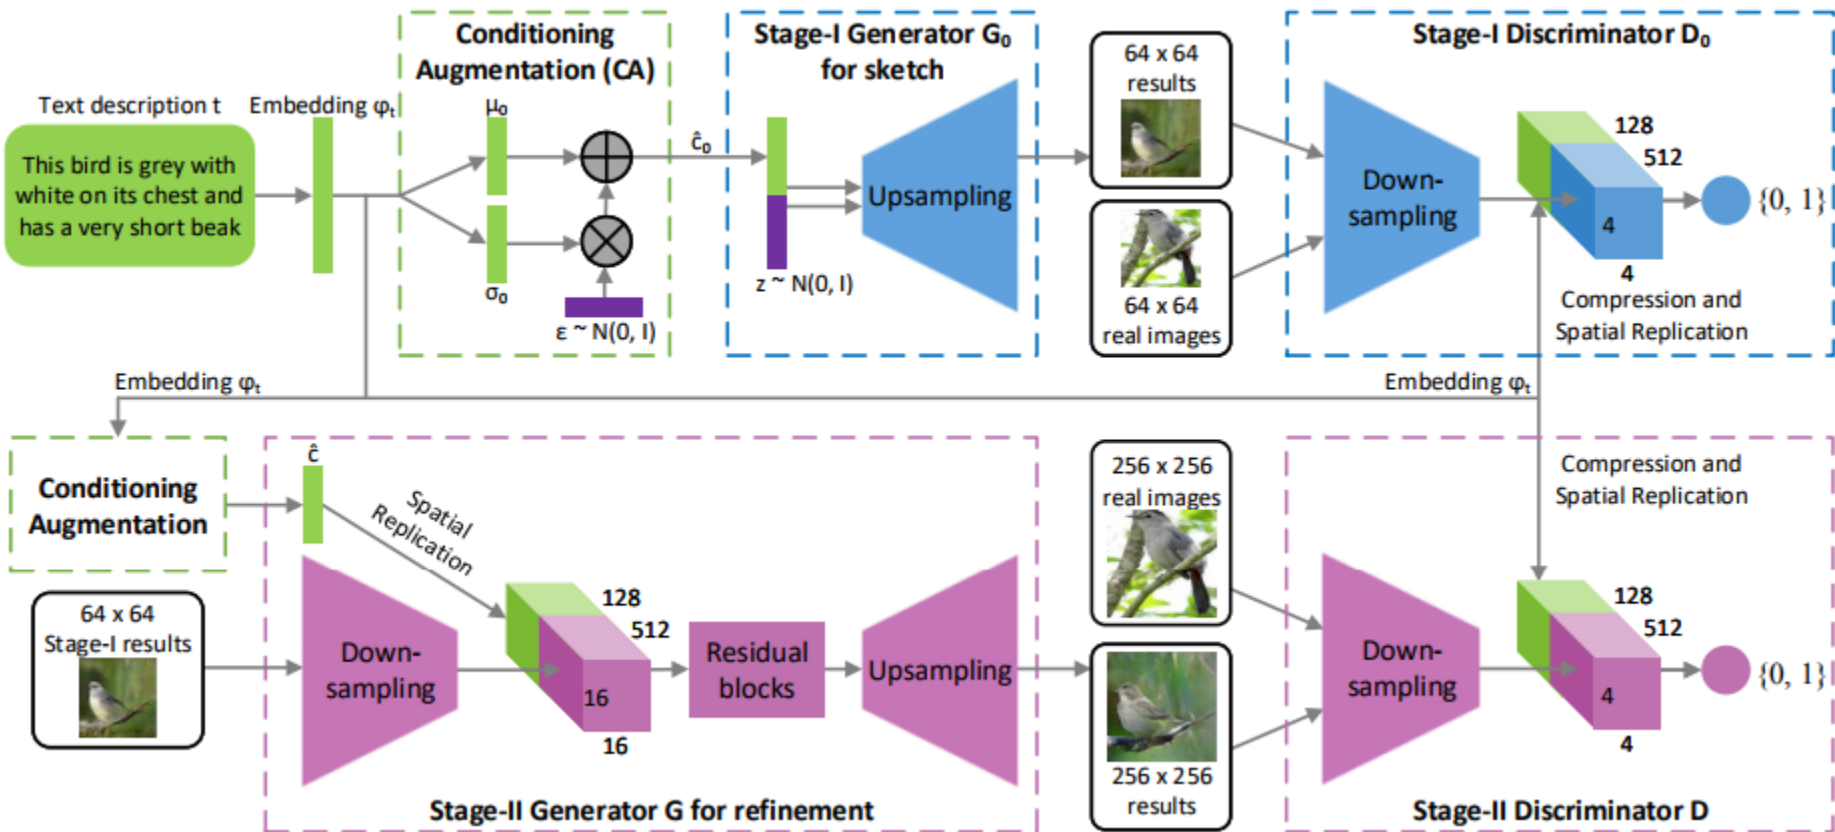 Text description t
This bird is grey with
white on its chest and
has a very short beak
Embedding φt
Conditioning
Augmentation (CA)
μ0
σ0
ε ~ N(0, I)
ĉ0
Stage-I Generator G0
for sketch
z ~ N(0, I)
Upsampling
64 x 64
results
64 x 64
real images
Stage-I Discriminator D0
Down-
sampling
128
512
4
4
{0, 1}
Compression and
Spatial Replication
Embedding φt
Embedding φt
Conditioning
Augmentation
64 x 64
Stage-I results
ĉ
Spatial
Replication
Down-
sampling
128
512
16
16
Residual
blocks
Upsampling
Stage-II Generator G for refinement
256 x 256
real images
256 x 256
results
Compression and
Spatial Replication
Down-
sampling
128
512
4
4
{0, 1}
Stage-II Discriminator D